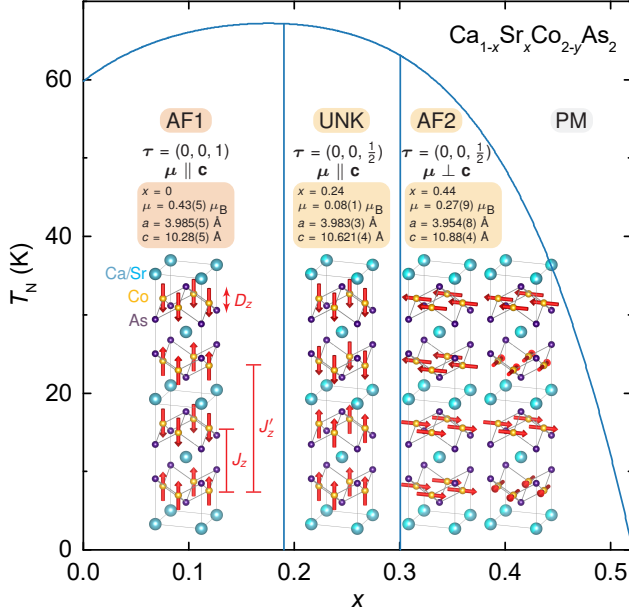 Ca1-xSrxCo2-yAs2
60
40
20
0
TN (K)
AF1
UNK
AF2
PM
τ = (0, 0, 1)
μ ∥ c
τ = (0, 0, 1/2)
μ ∥ c
τ = (0, 0, 1/2)
μ ⊥ c
x = 0
μ = 0.43(5) μB
a = 3.985(5) Å
c = 10.28(5) Å
x = 0.24
μ = 0.08(1) μB
a = 3.983(3) Å
c = 10.621(4) Å
x = 0.44
μ = 0.27(9) μB
a = 3.954(8) Å
c = 10.88(4) Å
Ca/Sr
Co
As
Dz
Jz
J′z
0.0
0.1
0.2
0.3
0.4
0.5
x